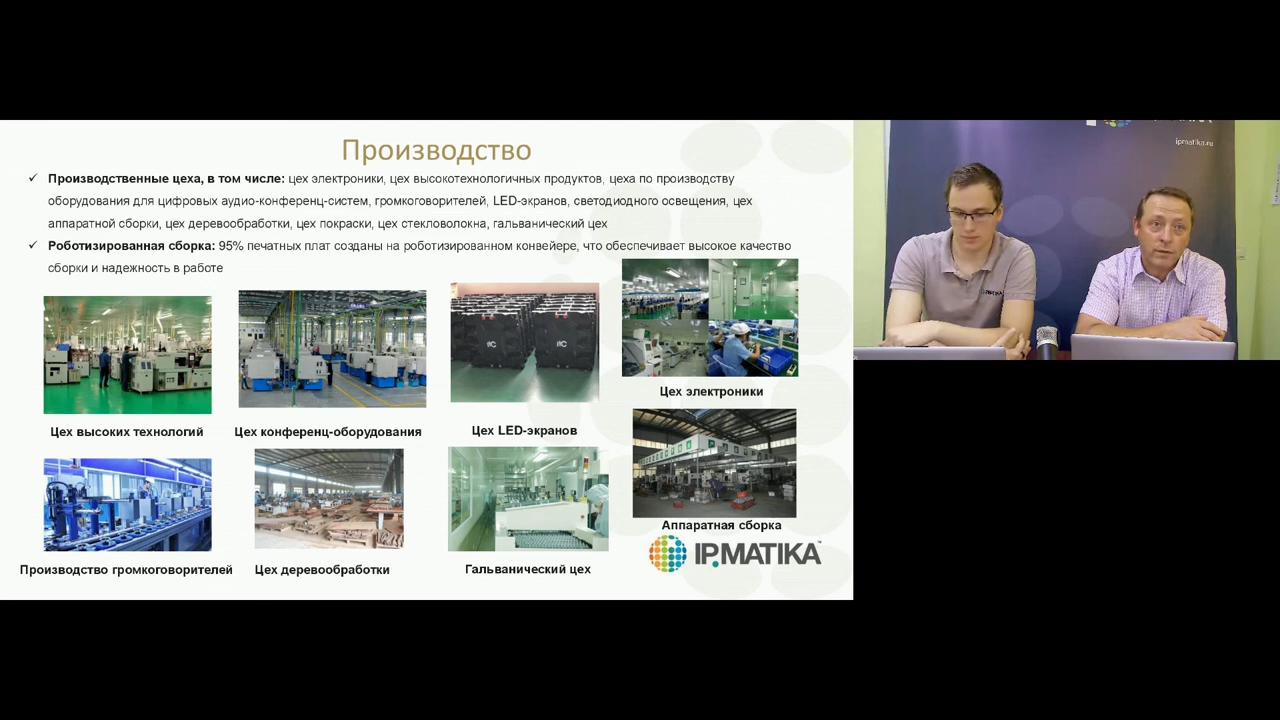 Производство
✓ Производственные цеха, в том числе: цех электроники, цех высокотехнологичных продуктов, цеха по производству
оборудования для цифровых аудио-конференц-систем, громкоговорителей, LED-экранов, светодиодного освещения, цех
аппаратной сборки, цех деревообработки, цех покраски, цех стекловолокна, гальванический цех
✓ Роботизированная сборка: 95% печатных плат созданы на роботизированном конвейере, что обеспечивает высокое качество
сборки и надежность в работе
Цех высоких технологий
Цех конференц-оборудования
Цех LED-экранов
Цех электроники
Аппаратная сборка
Производство громкоговорителей
Цех деревообработки
Гальванический цех
IPMATIKA™
ipmatika.ru